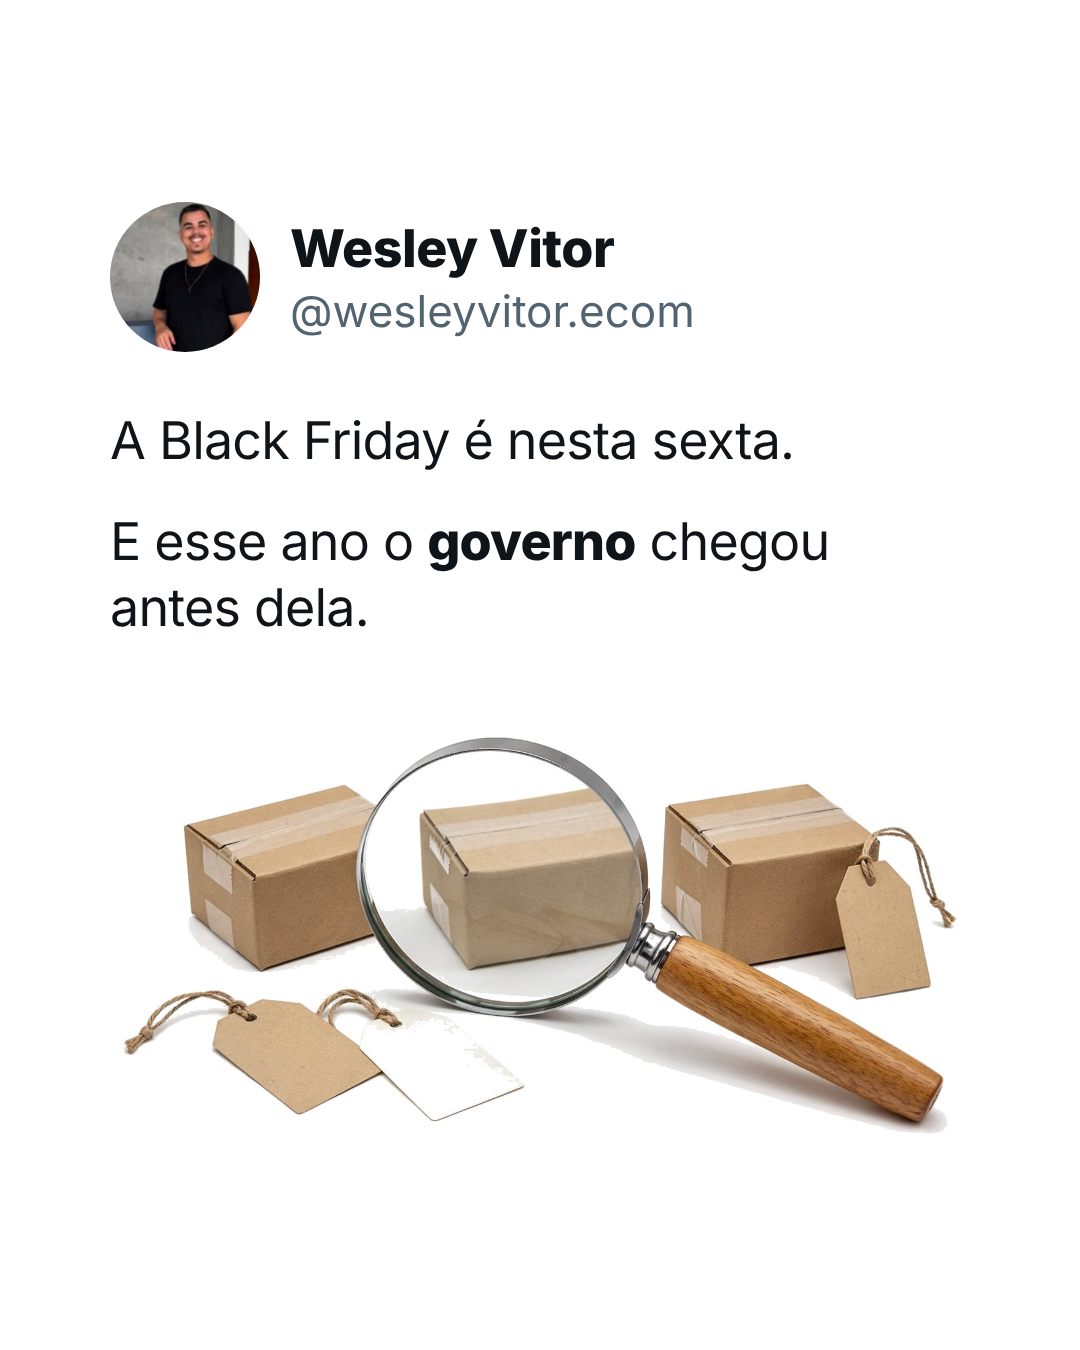 Wesley Vitor
@wesleyvitor.ecom
A Black Friday é nesta sexta.
E esse ano o governo chegou
antes dela.